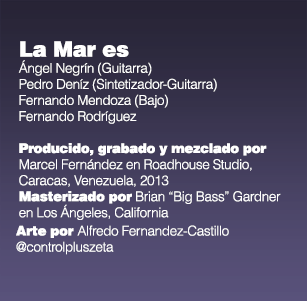 La Mar es
Ángel Negrín (Guitarra)
Pedro Deníz (Sintetizador-Guitarra)
Fernando Mendoza (Bajo)
Fernando Rodríguez
Producido, grabado y mezclado por
Marcel Fernández en Roadhouse Studio,
Caracas, Venezuela, 2013
Masterizado por Brian “Big Bass” Gardner
en Los Ángeles, California
Arte por Alfredo Fernandez-Castillo
@controlpluszeta